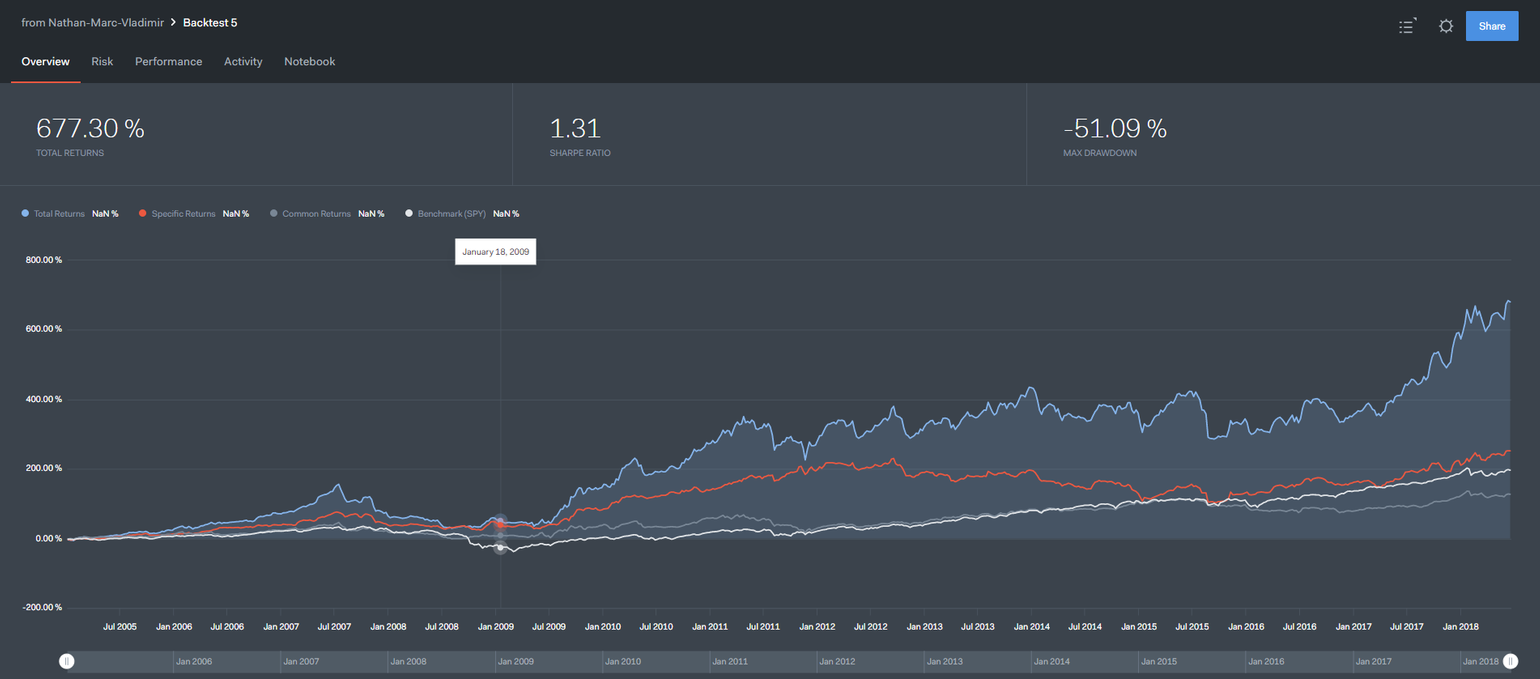 from Nathan-Marc-Vladimir > Backtest 5
Share
Overview Risk Performance Activity Notebook
677.30 % 1.31 -51.09 %
TOTAL RETURNS SHARPE RATIO MAX DRAWDOWN
Total Returns NaN % Specific Returns NaN % Common Returns NaN % Benchmark (SPY) NaN %
January 18, 2009
800.00 %
600.00 %
400.00 %
200.00 %
0.00 %
-200.00 %
Jul 2005 Jan 2006 Jul 2006 Jan 2007 Jul 2007 Jan 2008 Jul 2008 Jan 2009 Jul 2009 Jan 2010 Jul 2010 Jan 2011 Jul 2011 Jan 2012 Jul 2012 Jan 2013 Jul 2013 Jan 2014 Jul 2014 Jan 2015 Jul 2015 Jan 2016 Jul 2016 Jan 2017 Jul 2017 Jan 2018
Jan 2006 Jan 2007 Jan 2008 Jan 2009 Jan 2010 Jan 2011 Jan 2012 Jan 2013 Jan 2014 Jan 2015 Jan 2016 Jan 2017 Jan 2018